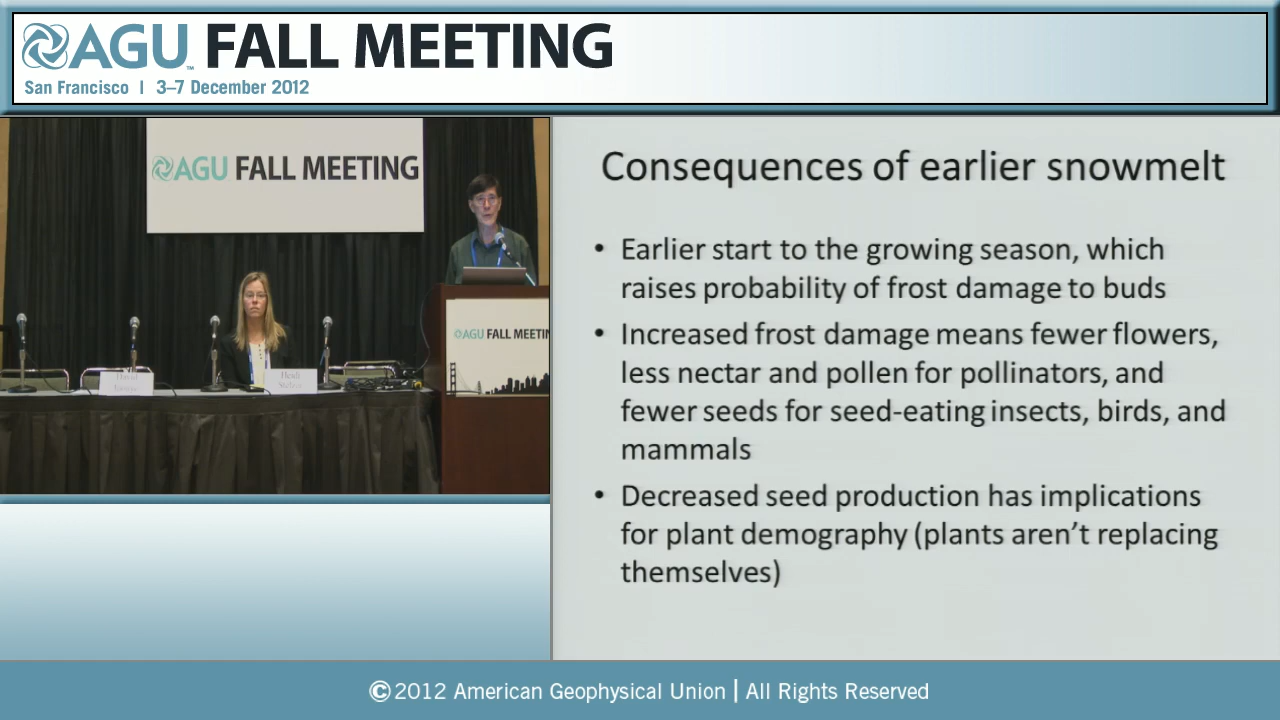 AGU FALL MEETING
San Francisco | 3–7 December 2012
AGU FALL MEETING
AGU FALL MEETIN
David
Heidi
Consequences of earlier snowmelt
• Earlier start to the growing season, which
raises probability of frost damage to buds
• Increased frost damage means fewer flowers,
less nectar and pollen for pollinators, and
fewer seeds for seed-eating insects, birds, and
mammals
• Decreased seed production has implications
for plant demography (plants aren’t replacing
themselves)
© 2012 American Geophysical Union | All Rights Reserved